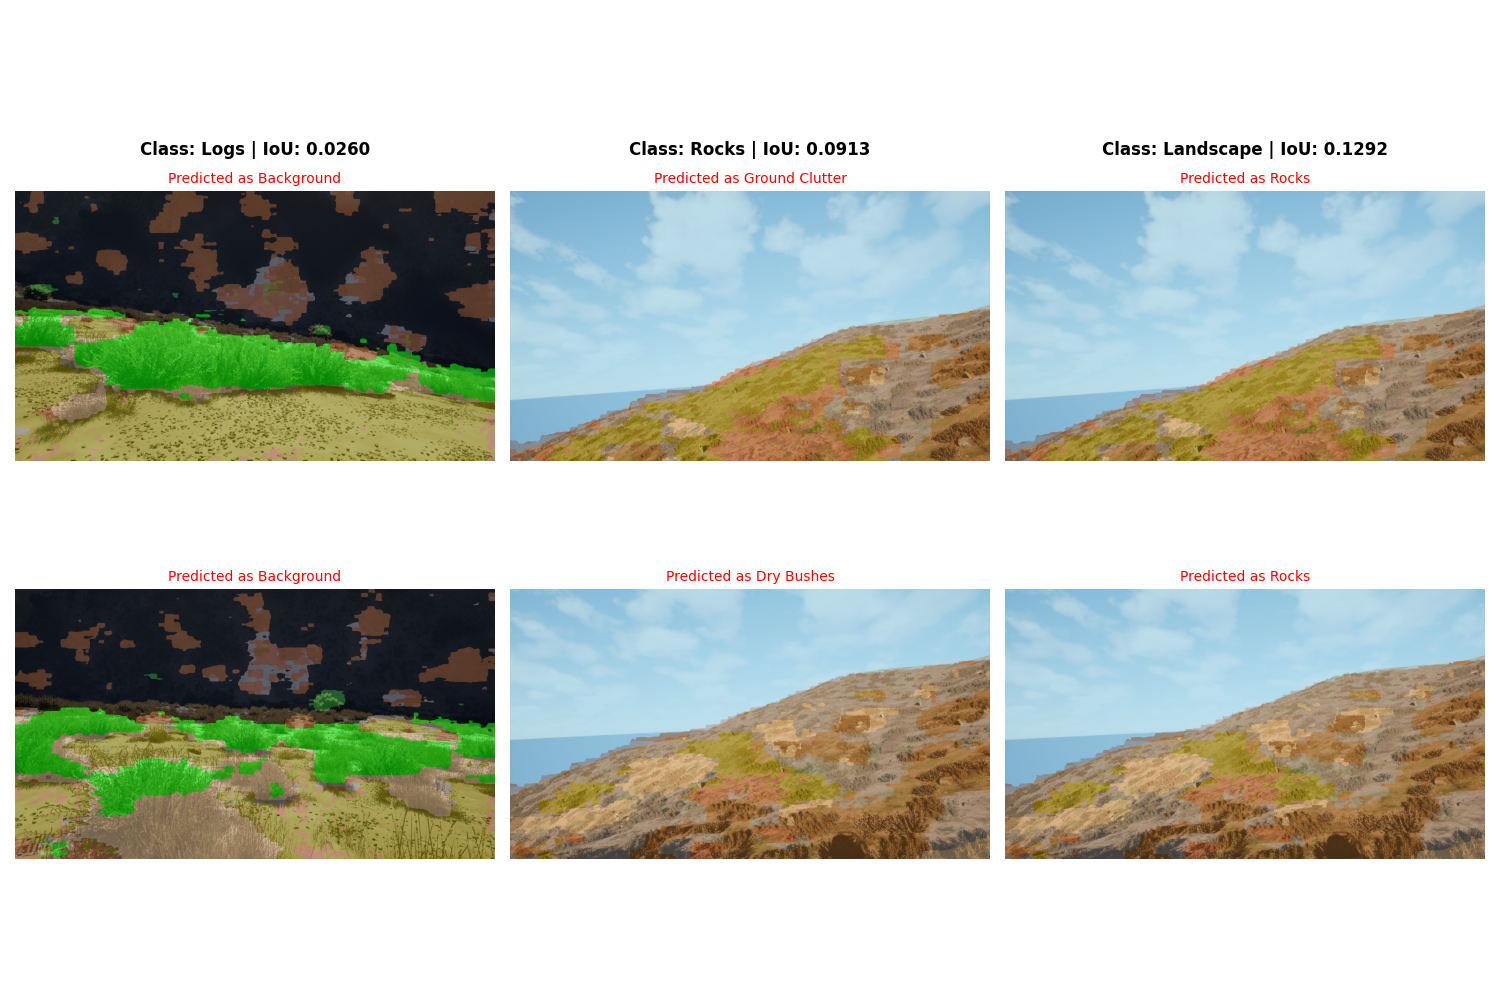 Class: Logs | IoU: 0.0260
Class: Rocks | IoU: 0.0913
Class: Landscape | IoU: 0.1292
Predicted as Background
Predicted as Ground Clutter
Predicted as Rocks
Predicted as Background
Predicted as Dry Bushes
Predicted as Rocks